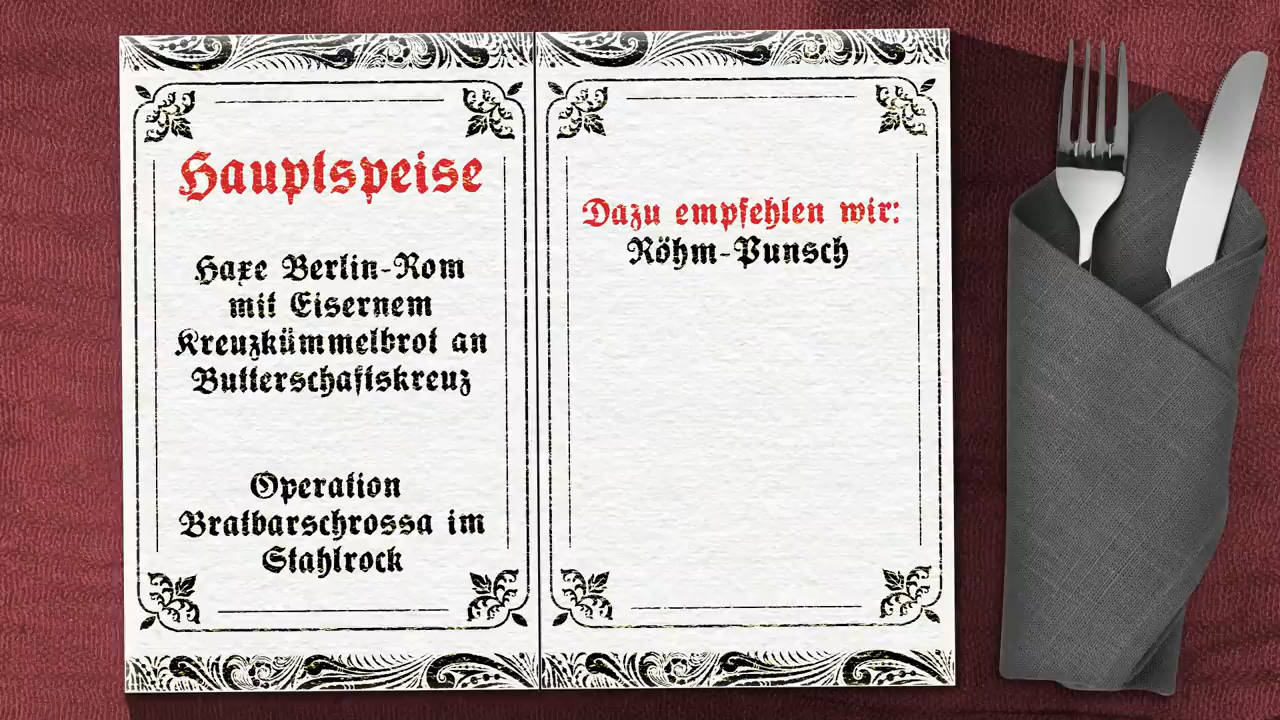 Hauptspeise
Haxe Berlin-Rom
mit Eisernem
Kreuzkümmelbrot an
Butterschaftskreuz
Operation
Bratbarschrossa im
Stahlrock
Dazu empfehlen wir:
Röhm-Punsch